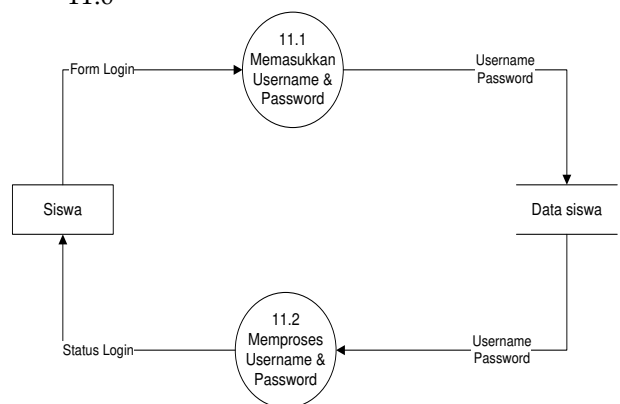 11.6
11.1
Memasukkan
Username &
Password
Form Login
Username
Password
Siswa
Data siswa
11.2
Memproses
Username &
Password
Status Login
Username
Password